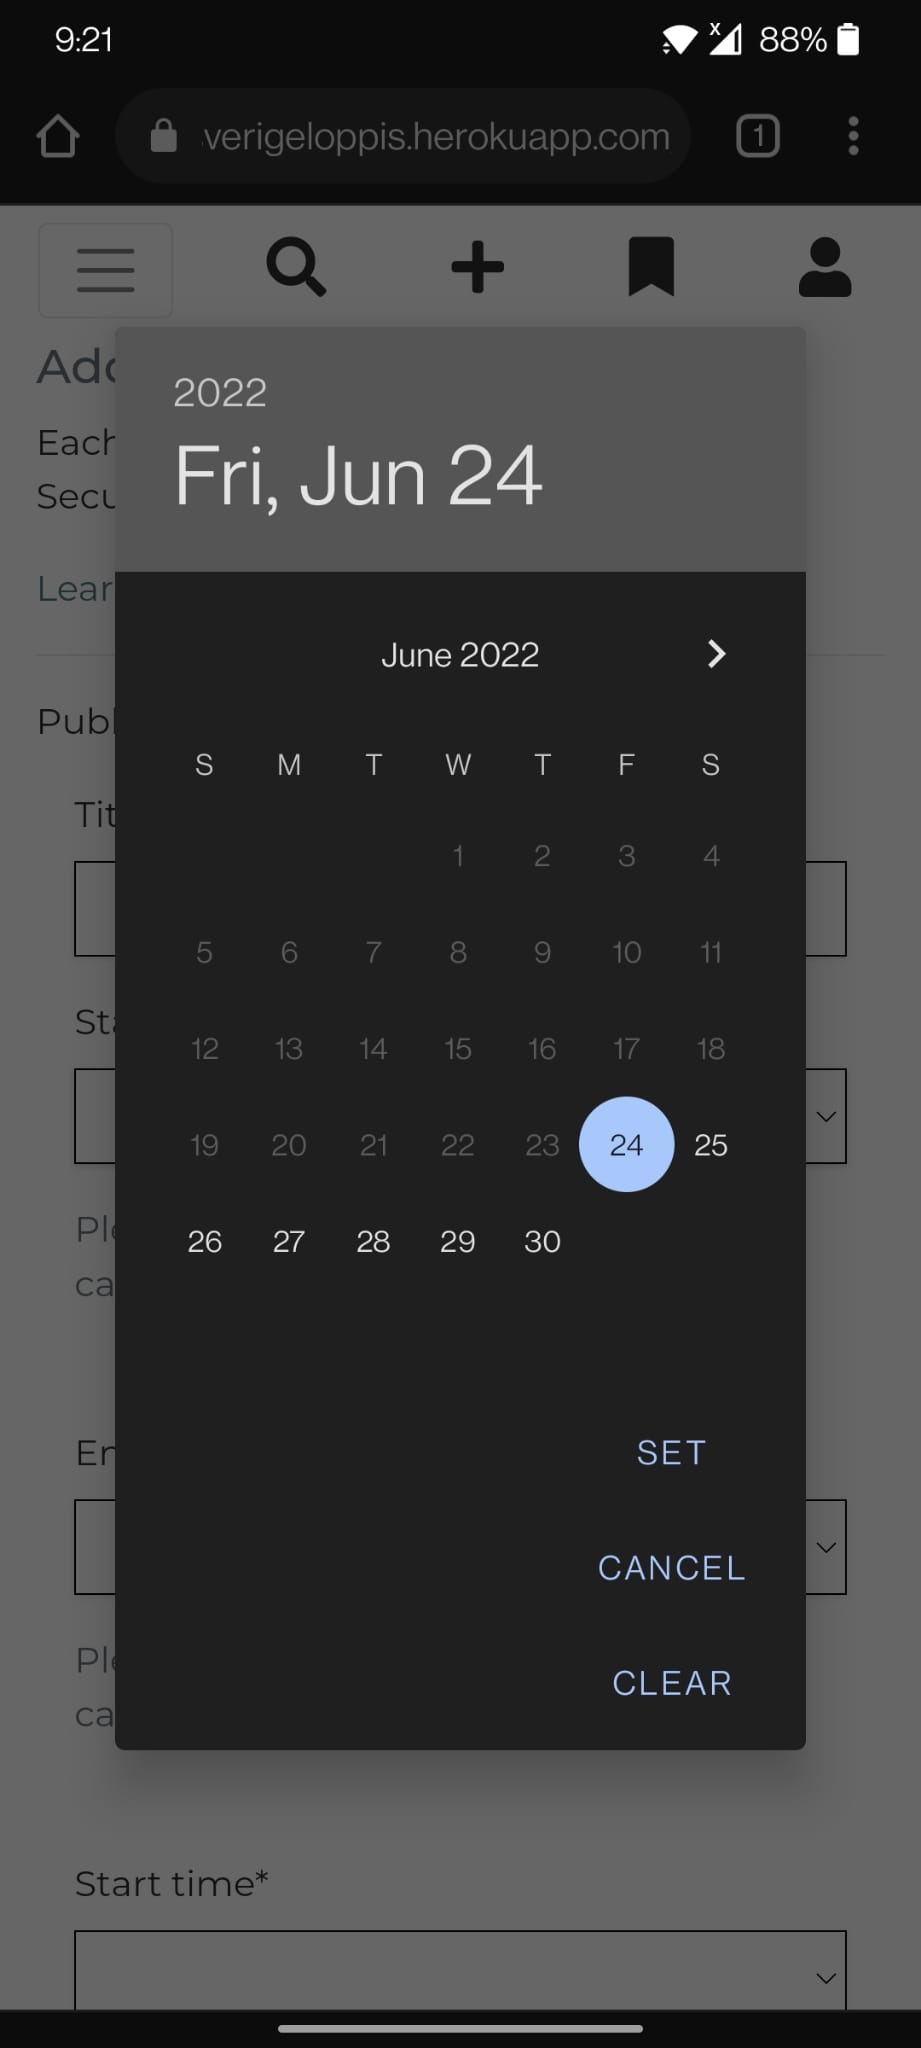 9:21
88%
verigeloppis.herokuapp.com
1
2022
Fri, Jun 24
June 2022
S M T W T F S
1 2 3 4
5 6 7 8 9 10 11
12 13 14 15 16 17 18
19 20 21 22 23 24 25
26 27 28 29 30
SET
CANCEL
CLEAR
Start time*